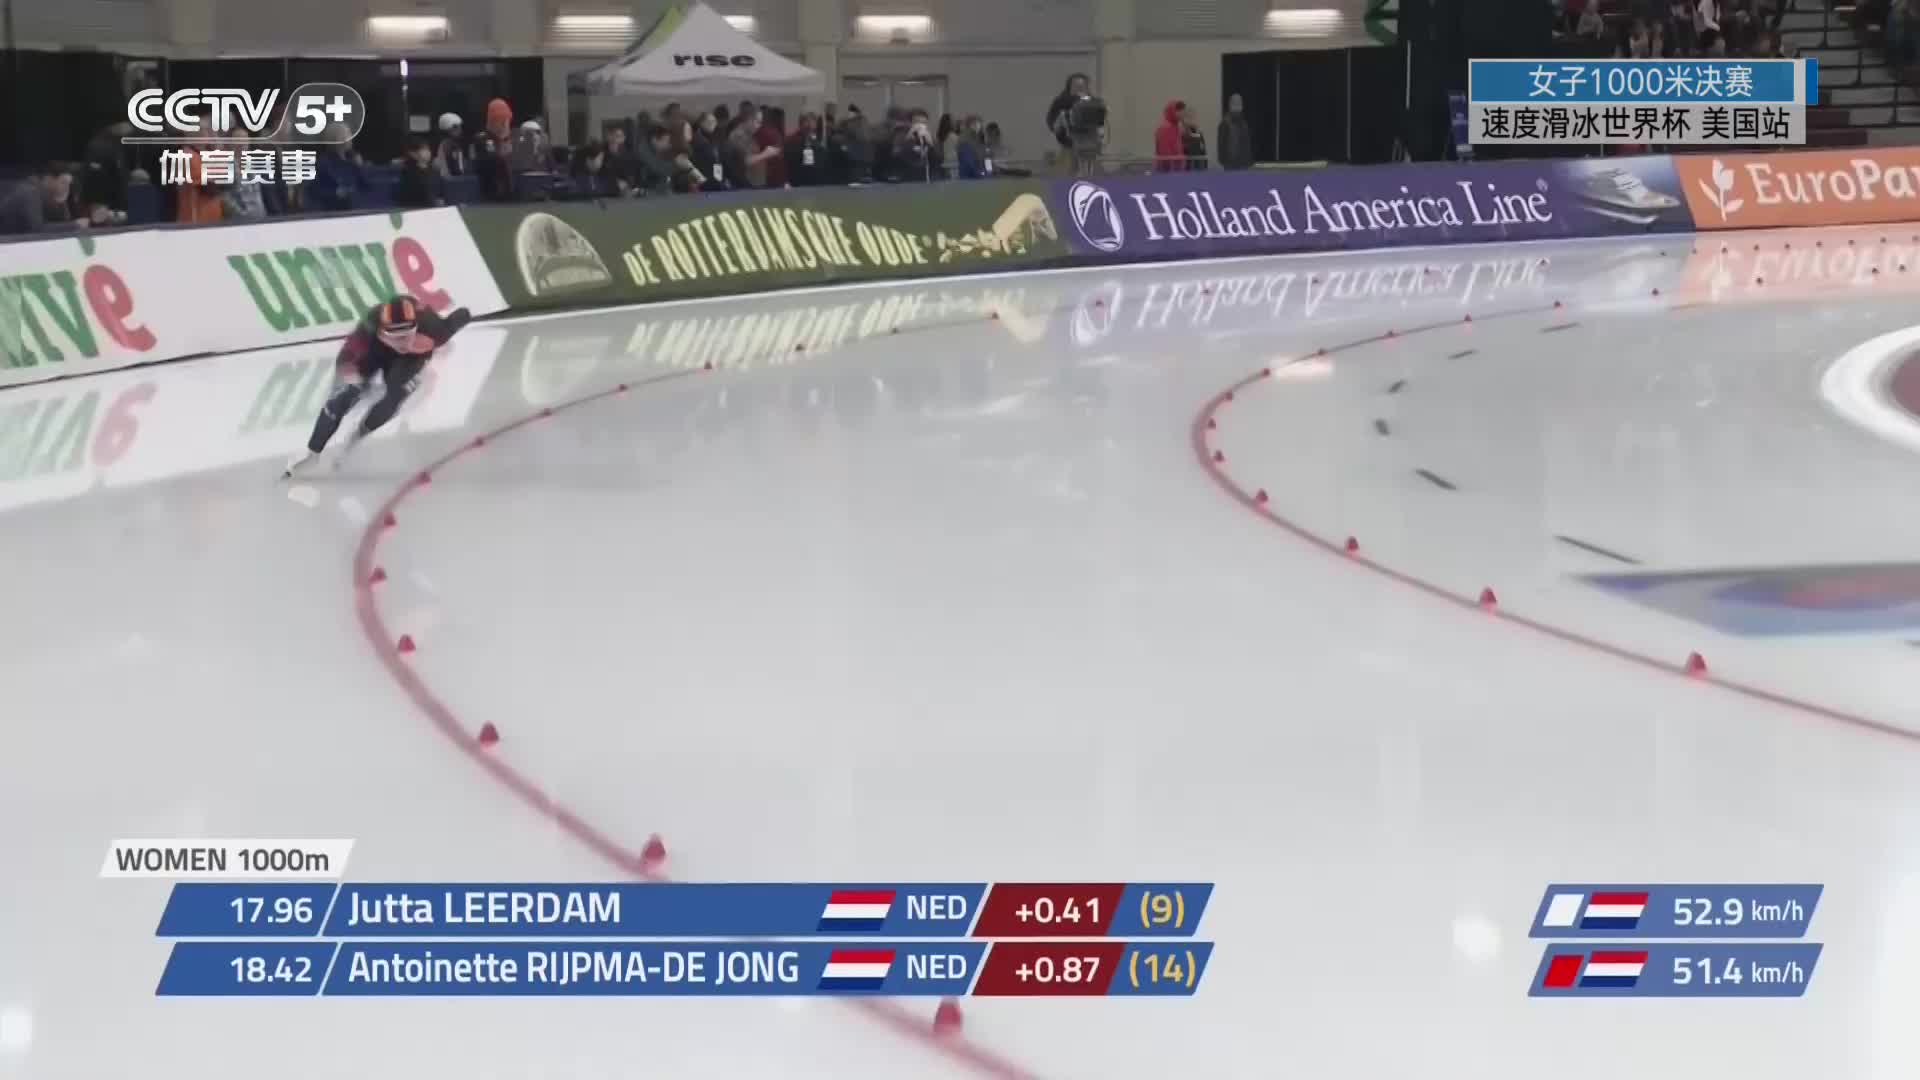 rise
CCTV 5+
体育赛事
女子1000米决赛
速度滑冰世界杯 美国站
univé
DE ROTTERDAMSCHE OUDE
Holland America Line
EuroPar
WOMEN 1000m
17.96 Jutta LEERDAM NED +0.41 (9) 52.9 km/h
18.42 Antoinette RIJPMA-DE JONG NED +0.87 (14) 51.4 km/h